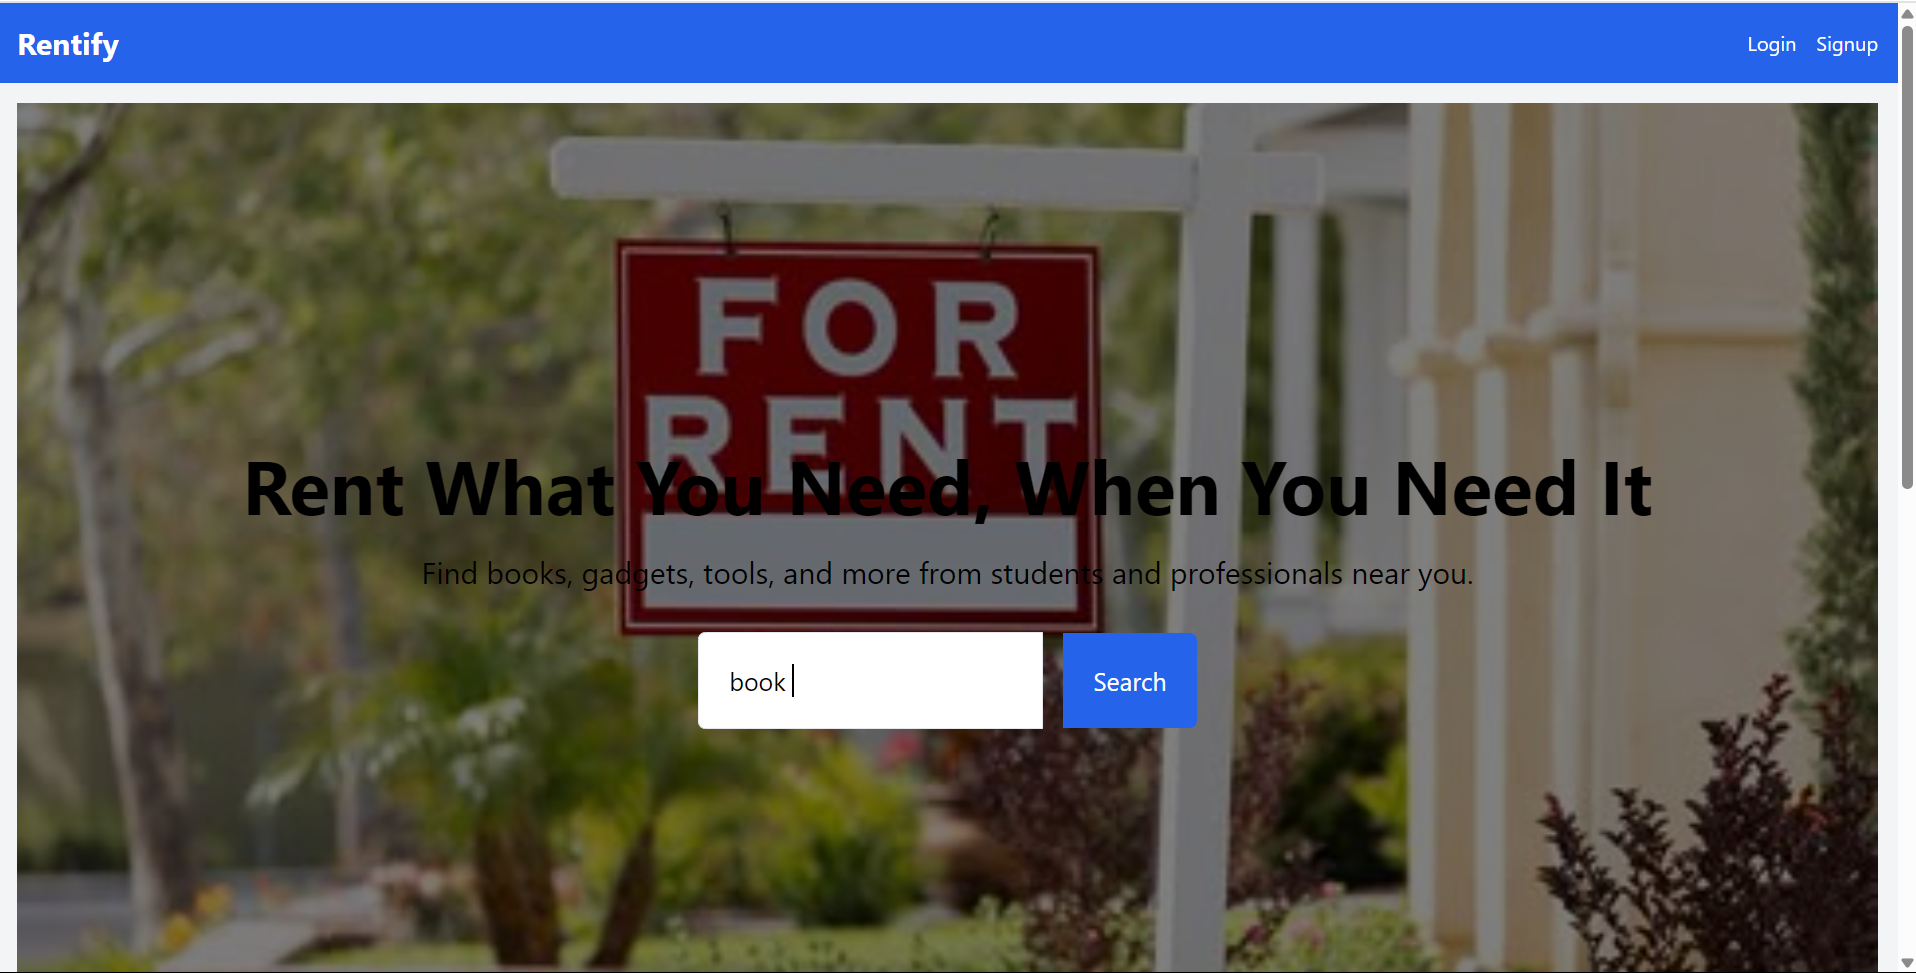 Rentify
Login Signup
FOR
RENT
Rent What You Need, When You Need It
Find books, gadgets, tools, and more from students and professionals near you.
book
Search